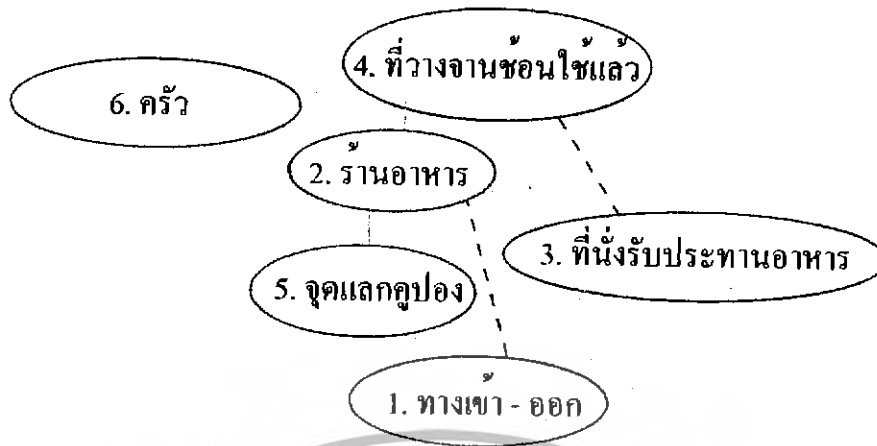 4. ที่วางจานช้อนใช้แล้ว
6. ครัว
2. ร้านอาหาร
3. ที่นั่งรับประทานอาหาร
5. จุดแลกคูปอง
1. ทางเข้า - ออก